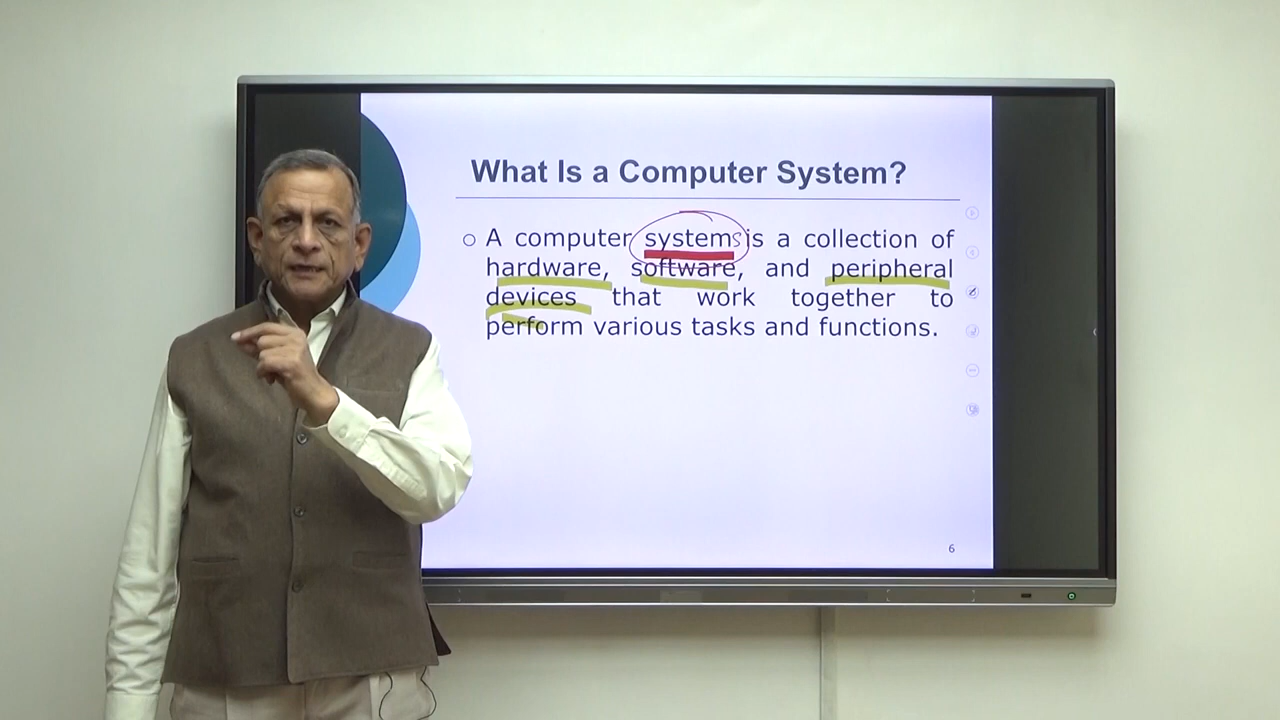 What Is a Computer System?
A computer systems is a collection of
hardware, software, and peripheral
devices that work together to
perform various tasks and functions.
6